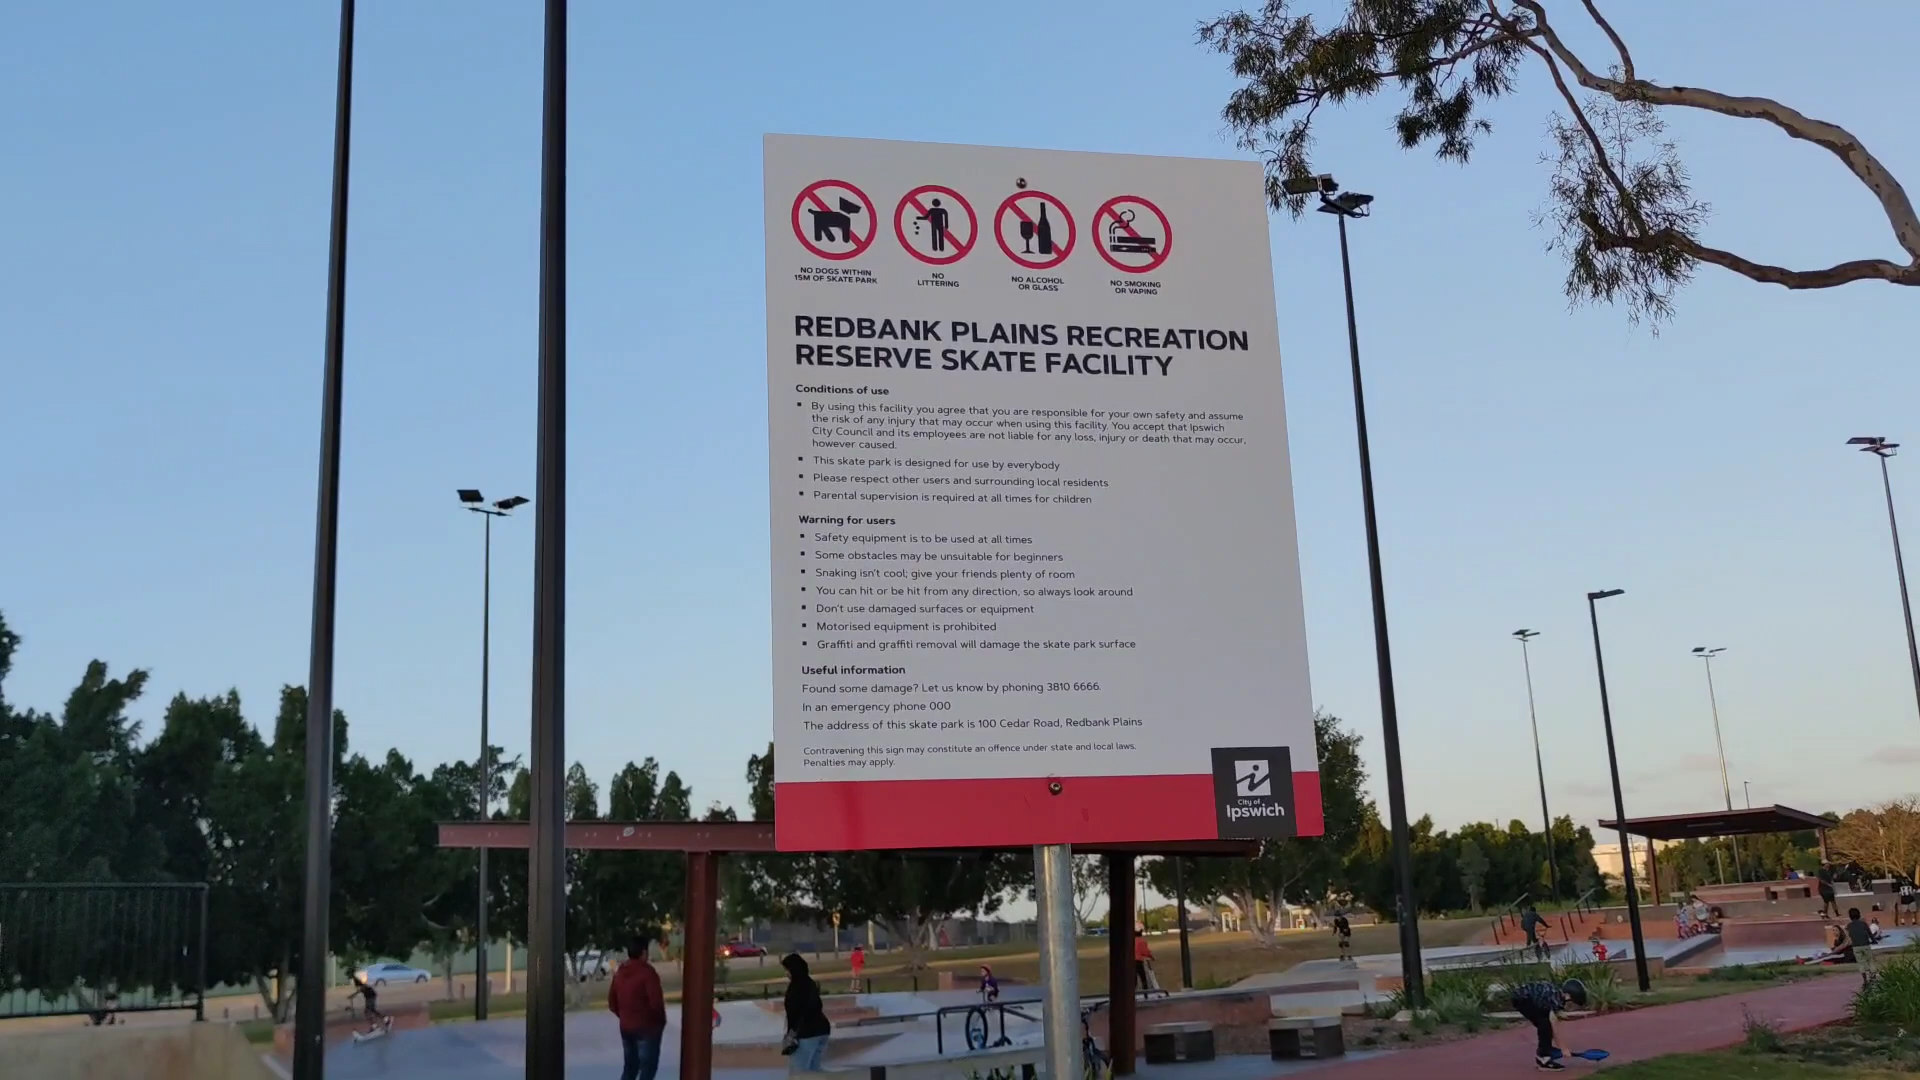 NO DOGS WITHIN
15M OF SKATE PARK
NO
LITTERING
NO ALCOHOL
OR GLASS
NO SMOKING
OR VAPING
REDBANK PLAINS RECREATION
RESERVE SKATE FACILITY
Conditions of use
▪ By using this facility you agree that you are responsible for your own safety and assume
the risk of any injury that may occur when using this facility. You accept that Ipswich
City Council and its employees are not liable for any loss, injury or death that may occur,
however caused.
▪ This skate park is designed for use by everybody
▪ Please respect other users and surrounding local residents
▪ Parental supervision is required at all times for children
Warning for users
▪ Safety equipment is to be used at all times
▪ Some obstacles may be unsuitable for beginners
▪ Snaking isn't cool; give your friends plenty of room
▪ You can hit or be hit from any direction, so always look around
▪ Don't use damaged surfaces or equipment
▪ Motorised equipment is prohibited
▪ Graffiti and graffiti removal will damage the skate park surface
Useful information
Found some damage? Let us know by phoning 3810 6666.
In an emergency phone 000
The address of this skate park is 100 Cedar Road, Redbank Plains
Contravening this sign may constitute an offence under state and local laws.
Penalties may apply.
City of
Ipswich